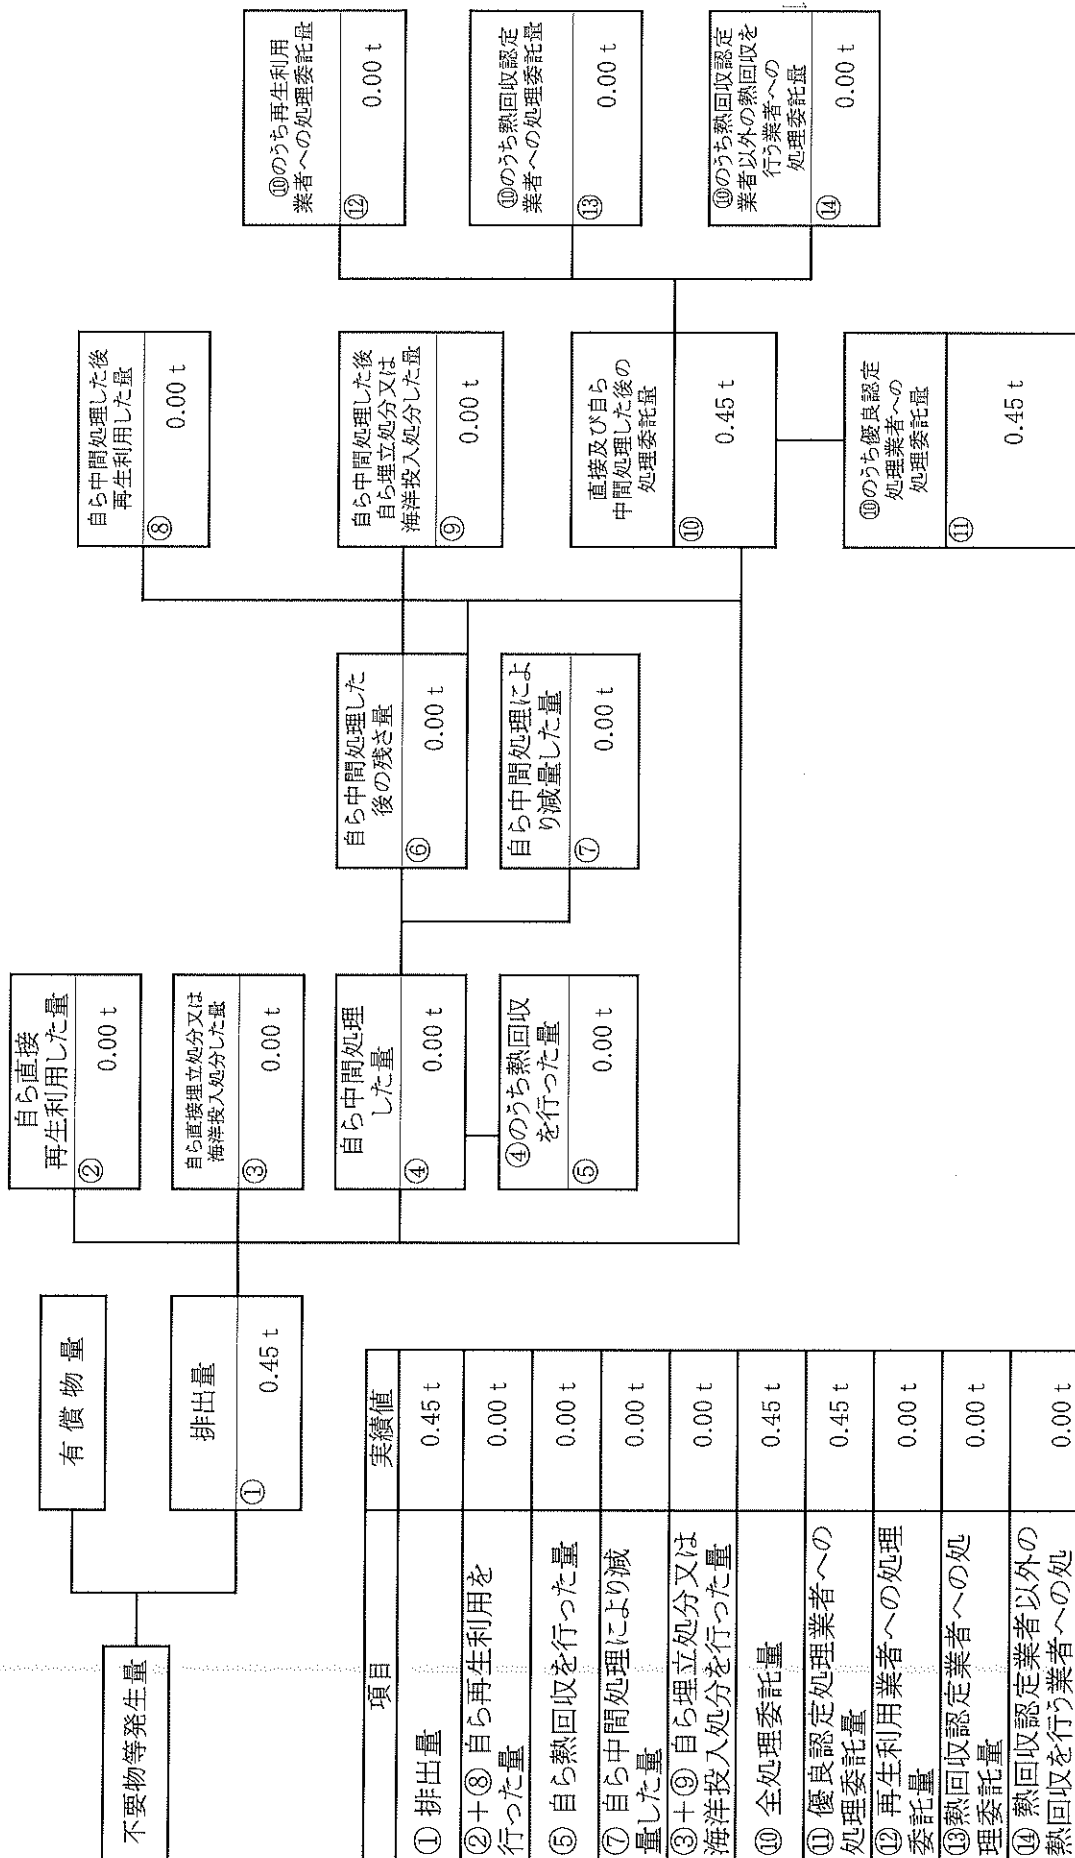 不要物等発生量
有償物量
排出量
①
0.45 t
自ら直接
再生利用した量
②
0.00 t
自ら直接埋立処分又は
海洋投入処分した量
③
0.00 t
自ら中間処理
した量
④
0.00 t
④のうち熱回収
を行った量
⑤
0.00 t
自ら中間処理した
後の残さ量
⑥
0.00 t
自ら中間処理によ
り減量した量
⑦
0.00 t
自ら中間処理した後
再生利用した量
⑧
0.00 t
自ら中間処理した後
自ら埋立処分又は
海洋投入処分した量
⑨
0.00 t
直接及び自ら
中間処理した後の
処理委託量
⑩
0.45 t
⑩のうち優良認定
処理業者への
処理委託量
⑪
0.45 t
⑩のうち再生利用
業者への処理委託量
⑫
0.00 t
⑩のうち熱回収認定
業者への処理委託量
⑬
0.00 t
⑩のうち熱回収認定
業者以外の熱回収を
行う業者への
処理委託量
⑭
0.00 t
項目 実績値
① 排出量 0.45 t
②+⑧ 自ら再生利用を
行った量 0.00 t
⑤ 自ら熱回収を行った量 0.00 t
⑦ 自ら中間処理により減
量した量 0.00 t
③+⑨ 自ら埋立処分又は
海洋投入処分を行った量 0.00 t
⑩ 全処理委託量 0.45 t
⑪ 優良認定処理業者への
処理委託量 0.45 t
⑫ 再生利用業者への処理
委託量 0.00 t
⑬熱回収認定業者への処
理委託量 0.00 t
⑭ 熱回収認定業者以外の
熱回収を行う業者への処 0.00 t